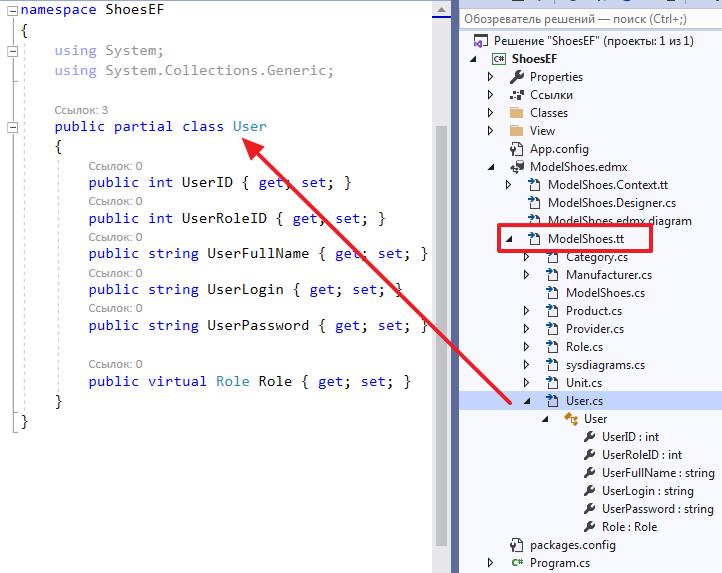 namespace ShoesEF
{
using System;
using System.Collections.Generic;
Ссылок: 3
public partial class User
{
Ссылок: 0
public int UserID { get; set; }
Ссылок: 0
public int UserRoleID { get; set; }
Ссылок: 0
public string UserFullName { get; set; }
Ссылок: 0
public string UserLogin { get; set; }
Ссылок: 0
public string UserPassword { get; set; }
Ссылок: 0
public virtual Role Role { get; set; }
}
}
Обозреватель решений — поиск (Ctrl+;)
Решение "ShoesEF" (проекты: 1 из 1)
C# ShoesEF
Properties
Ссылки
Classes
View
App.config
ModelShoes.edmx
ModelShoes.Context.tt
ModelShoes.Designer.cs
ModelShoes.edmx.diagram
ModelShoes.tt
Category.cs
Manufacturer.cs
ModelShoes.cs
Product.cs
Provider.cs
Role.cs
sysdiagrams.cs
Unit.cs
User.cs
User
UserID : int
UserRoleID : int
UserFullName : string
UserLogin : string
UserPassword : string
Role : Role
packages.config
C# Program.cs